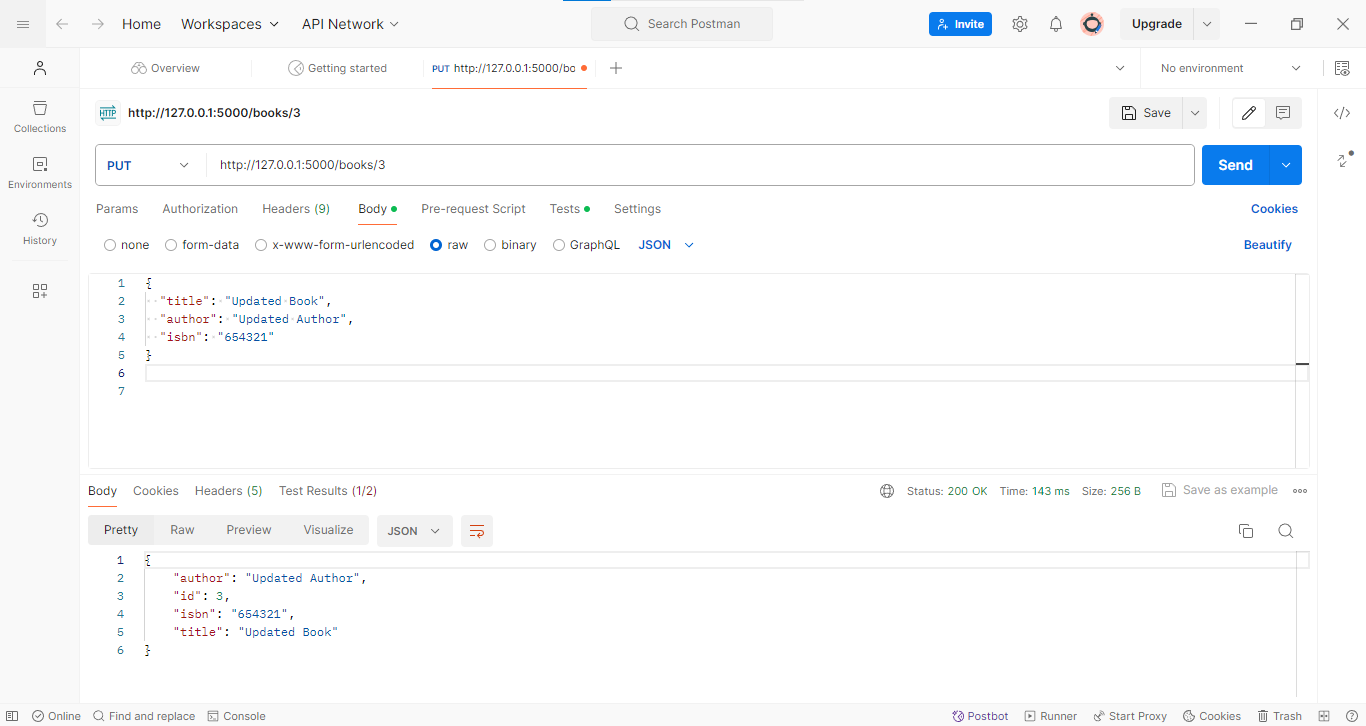 Home Workspaces API Network Search Postman Invite Upgrade
Overview Getting started PUT http://127.0.0.1:5000/bo No environment
HTTP http://127.0.0.1:5000/books/3 Save
Collections
PUT http://127.0.0.1:5000/books/3 Send
Environments
Params Authorization Headers (9) Body Pre-request Script Tests Settings Cookies
History
none form-data x-www-form-urlencoded raw binary GraphQL JSON Beautify
1 {
2 "title": "Updated Book",
3 "author": "Updated Author",
4 "isbn": "654321"
5 }
6
7
Body Cookies Headers (5) Test Results (1/2) Status: 200 OK Time: 143 ms Size: 256 B Save as example
Pretty Raw Preview Visualize JSON
1 {
2 "author": "Updated Author",
3 "id": 3,
4 "isbn": "654321",
5 "title": "Updated Book"
6 }
Online Find and replace Console Postbot Runner Start Proxy Cookies Trash